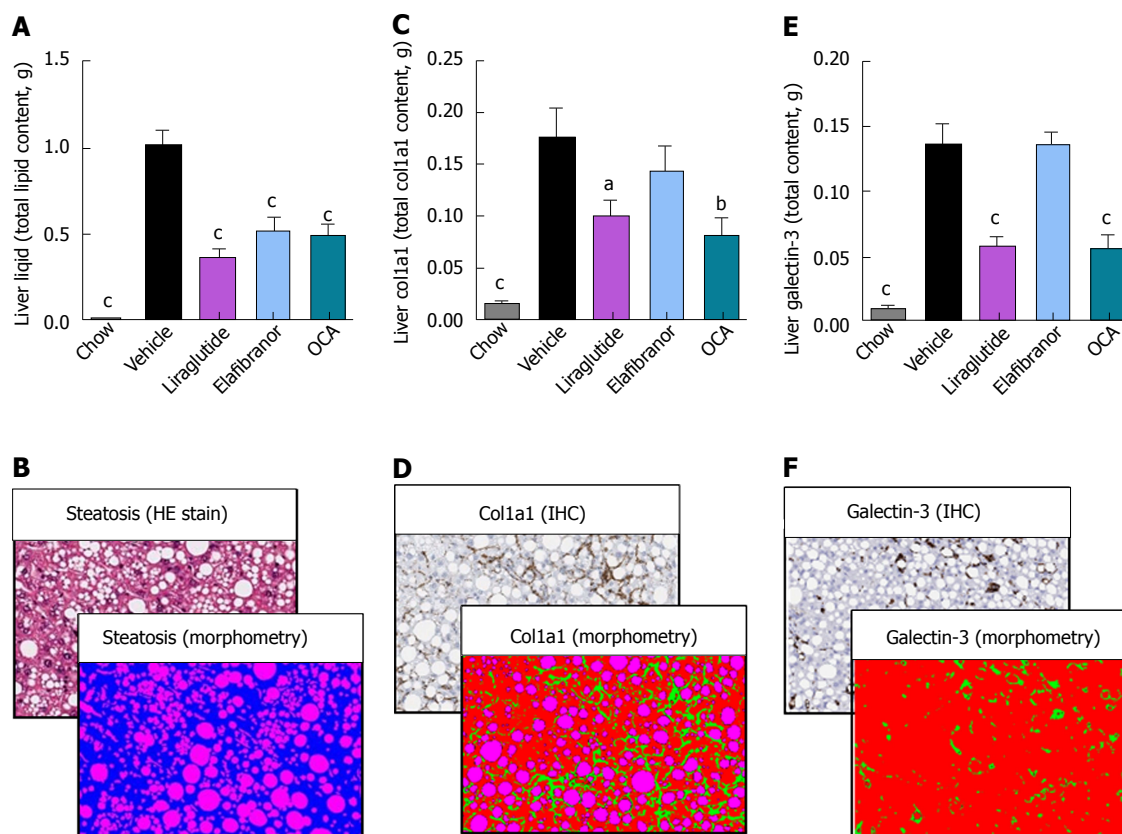 A
Liver liqid (total lipid content, g)
1.5
1.0
0.5
0.0
c
c
c
c
Chow
Vehicle
Liraglutide
Elafibranor
OCA
C
Liver col1a1 (total col1a1 content, g)
0.25
0.20
0.15
0.10
0.05
0.00
c
a
b
Chow
Vehicle
Liraglutide
Elafibranor
OCA
E
Liver galectin-3 (total content, g)
0.20
0.15
0.10
0.05
0.00
c
c
c
Chow
Vehicle
Liraglutide
Elafibranor
OCA
B
Steatosis (HE stain)
Steatosis (morphometry)
D
Col1a1 (IHC)
Col1a1 (morphometry)
F
Galectin-3 (IHC)
Galectin-3 (morphometry)